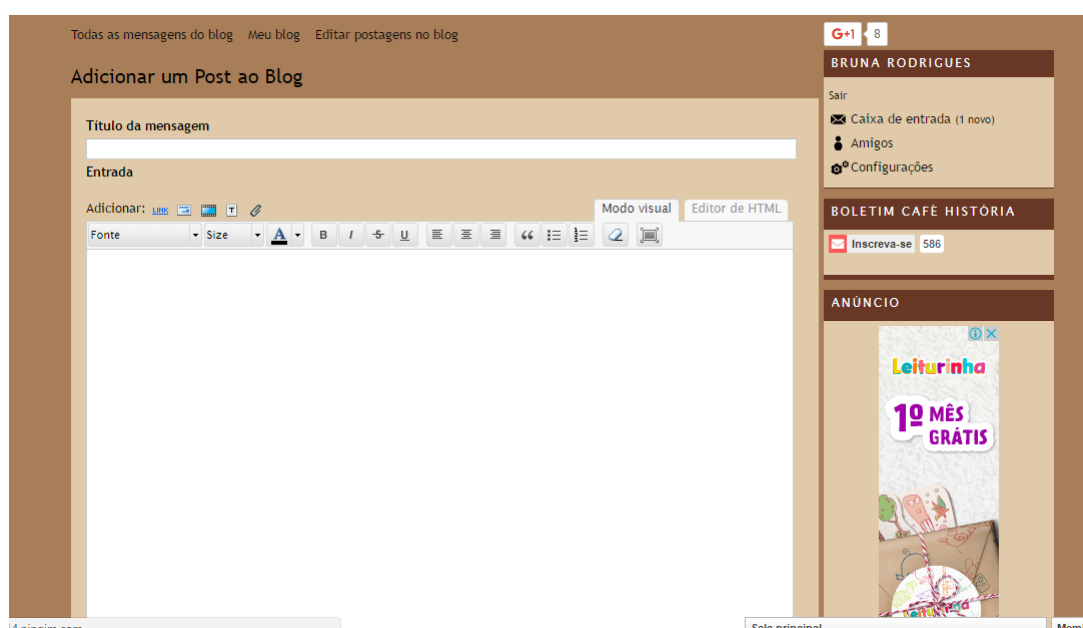 Todas as mensagens do blog Meu blog Editar postagens no blog
Adicionar um Post ao Blog
Título da mensagem
Entrada
Adicionar: LINK T
Modo visual Editor de HTML
Fonte Size A B I S U
G+1 8
BRUNA RODRIGUES
Sair
Caixa de entrada (1 novo)
Amigos
Configurações
BOLETIM CAFÉ HISTÓRIA
Inscreva-se 586
ANÚNCIO
Leiturinha
1º MÊS
GRÁTIS
Leiturinha